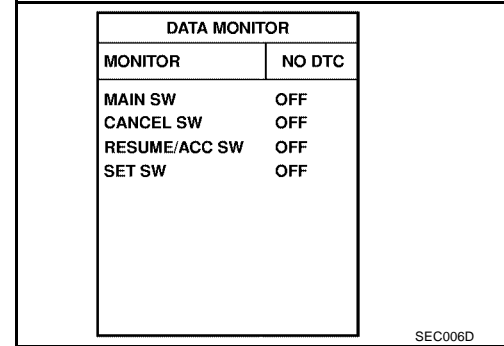 DATA MONITOR
MONITOR NO DTC
MAIN SW OFF
CANCEL SW OFF
RESUME/ACC SW OFF
SET SW OFF
SEC006D